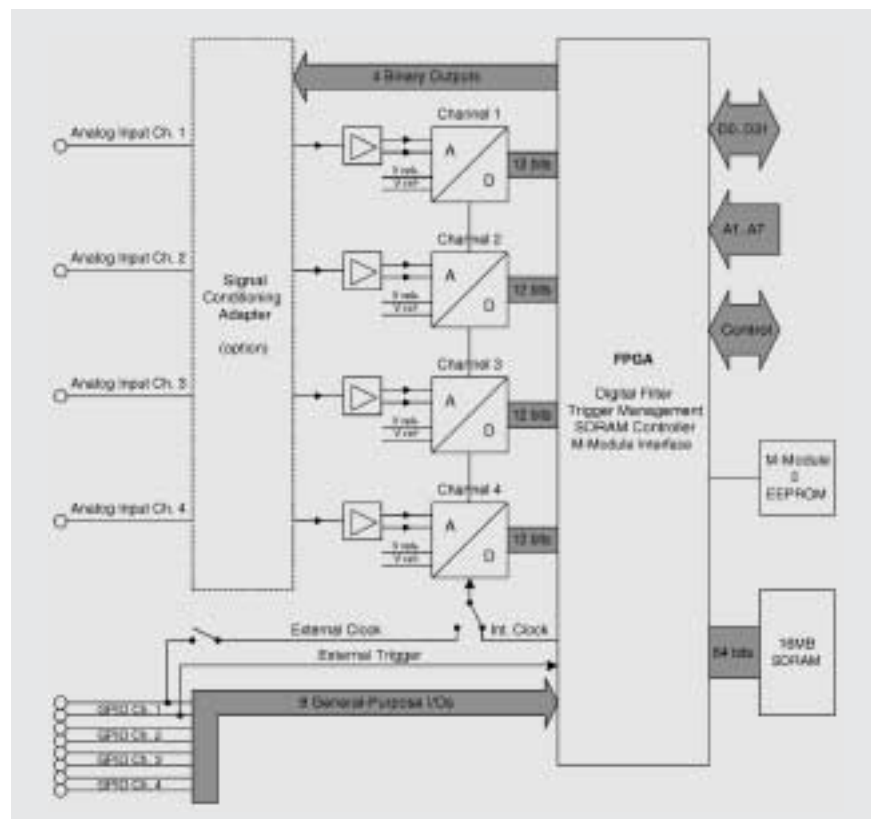 4 Binary Outputs
Analog Input Ch. 1
Channel 1
A
D
12 bits
D0..D31
A1..A7
Analog Input Ch. 2
Channel 2
A
D
12 bits
Signal
Conditioning
Adapter
(option)
Control
Analog Input Ch. 3
Channel 3
A
D
12 bits
FPGA
Digital Filter
Trigger Management
SDRAM Controller
M-Module Interface
M-Module
EEPROM
Analog Input Ch. 4
Channel 4
A
D
12 bits
External Clock
Int. Clock
External Trigger
64 bits
16MB
SDRAM
8 General-Purpose I/Os
GPIO Ch. 1
GPIO Ch. 2
GPIO Ch. 3
GPIO Ch. 4